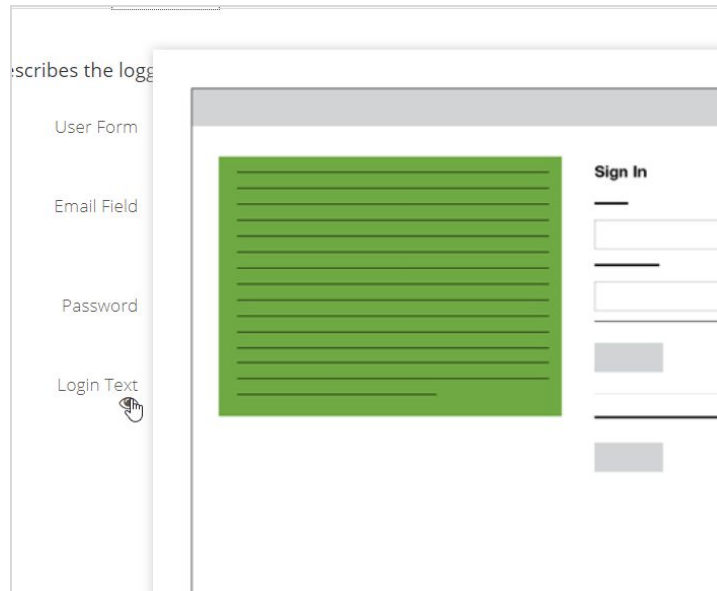 scribes the logg
User Form
Sign In
Email Field
Password
Login Text